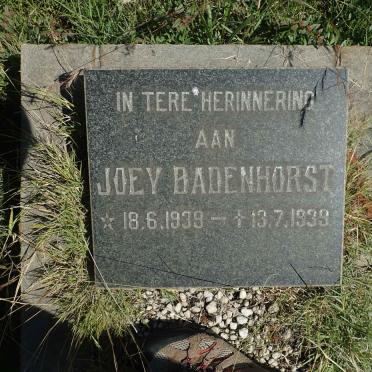 IN TERE HERINNERING
AAN
JOEY BADENHORST
☆ 18.6.1939 — ✝ 13.7.1939